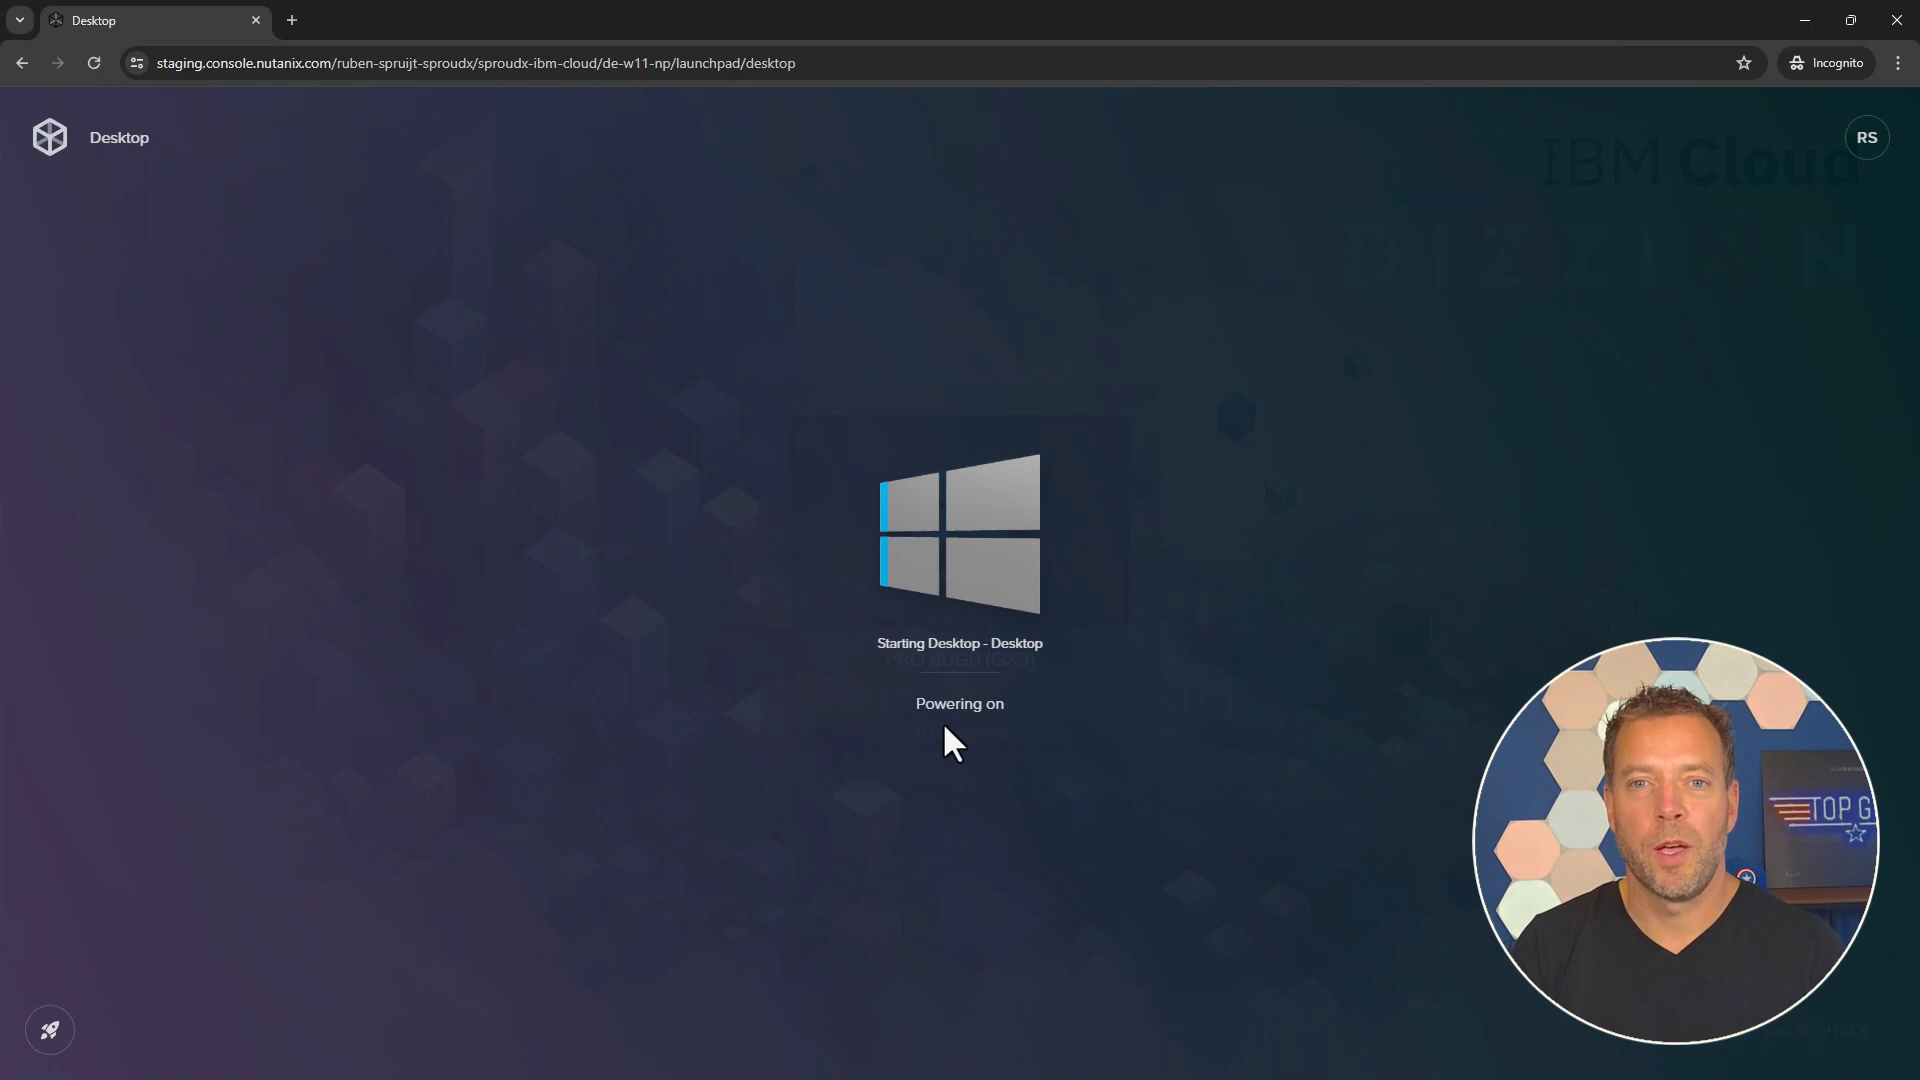 Desktop
staging.console.nutanix.com/ruben-spruijt-sproudx/sproudx-ibm-cloud/de-w11-np/launchpad/desktop
Incognito
Desktop
RS
IBM Cloud
DIZZION
Starting Desktop - Desktop
Powering on
TOP G